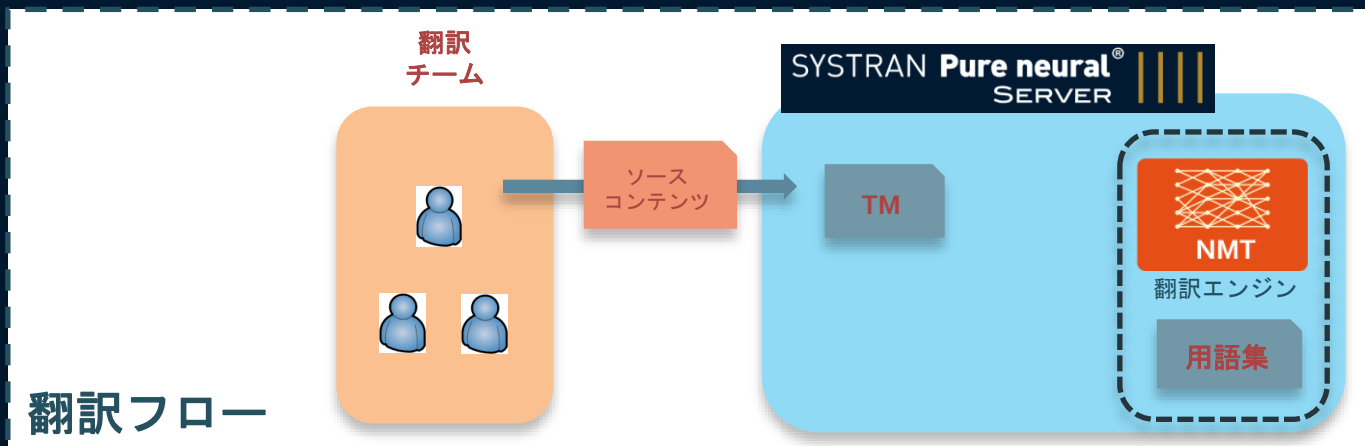 翻訳
チーム
SYSTRAN Pure neural®
SERVER
ソース
コンテンツ
TM
NMT
翻訳エンジン
用語集
翻訳フロー